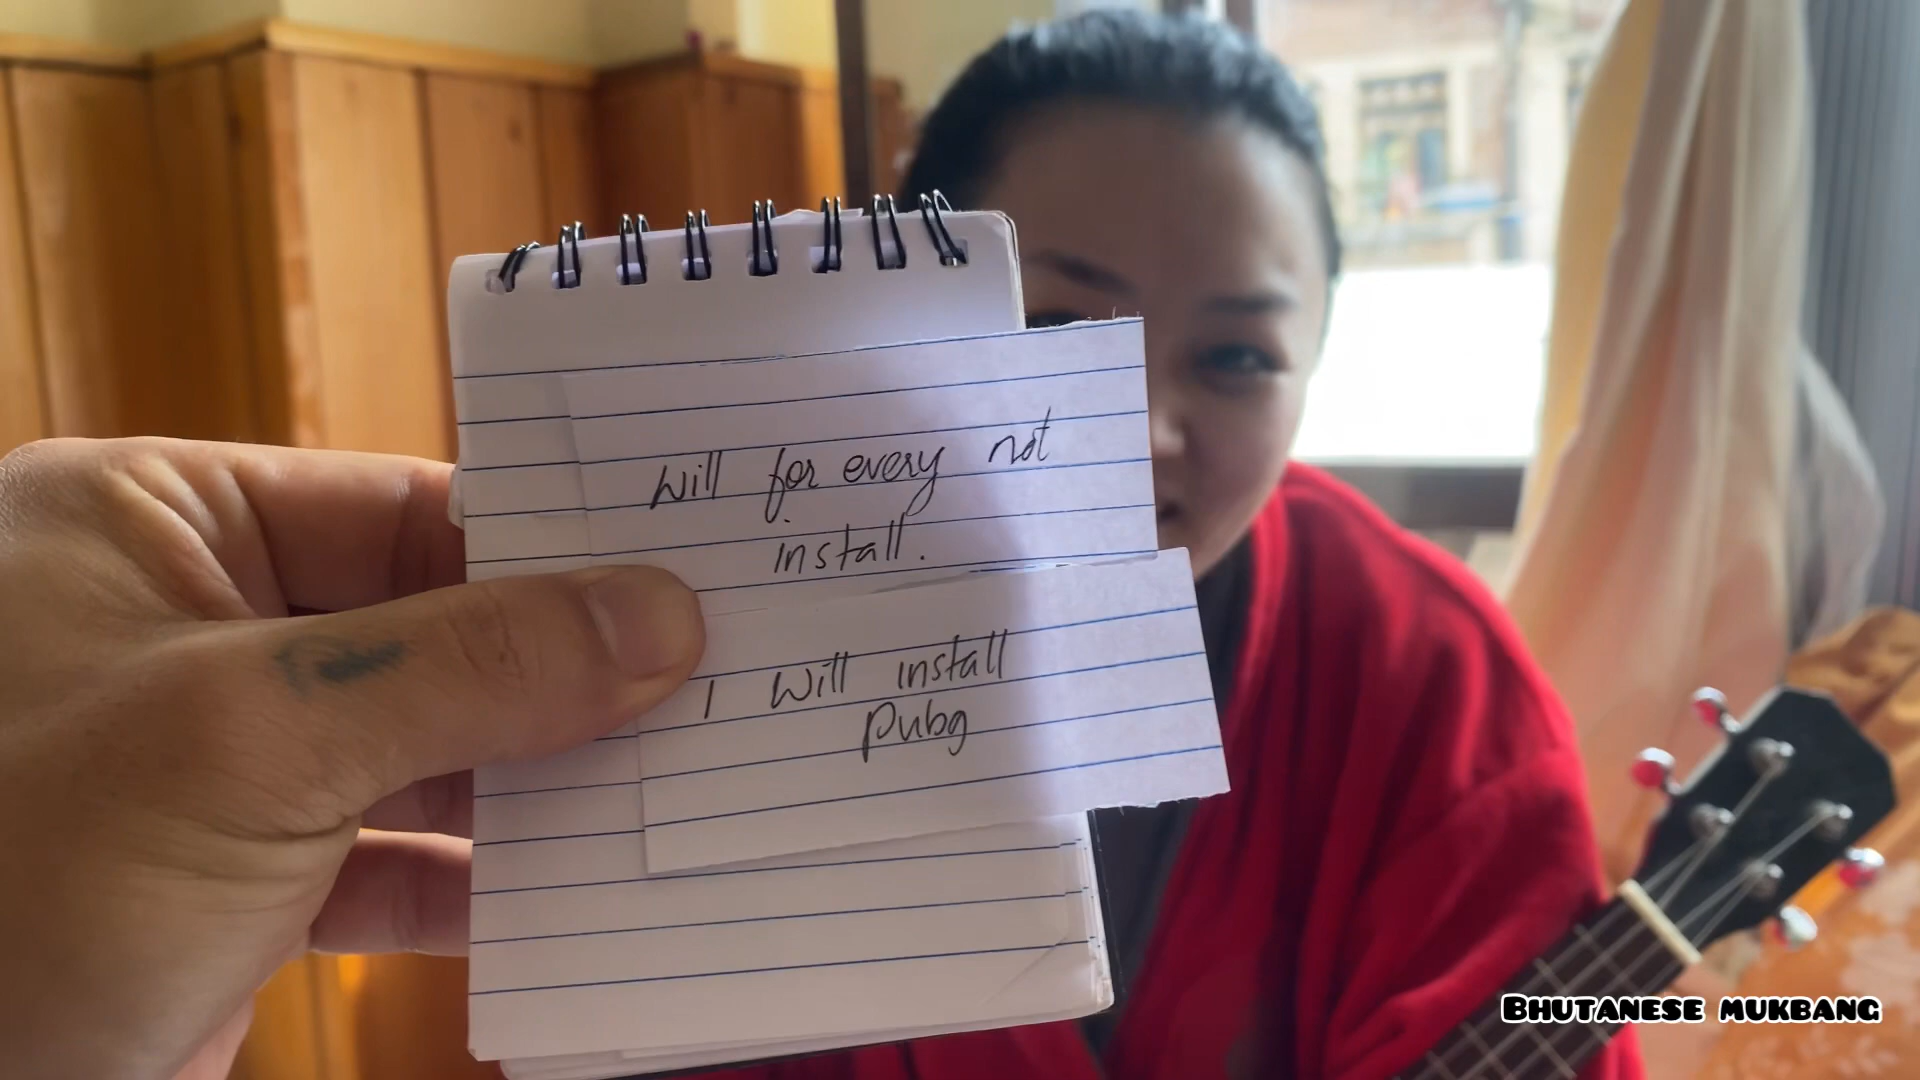 will for every not
install.
I will install
Pubg
BHUTANESE MUKBANG